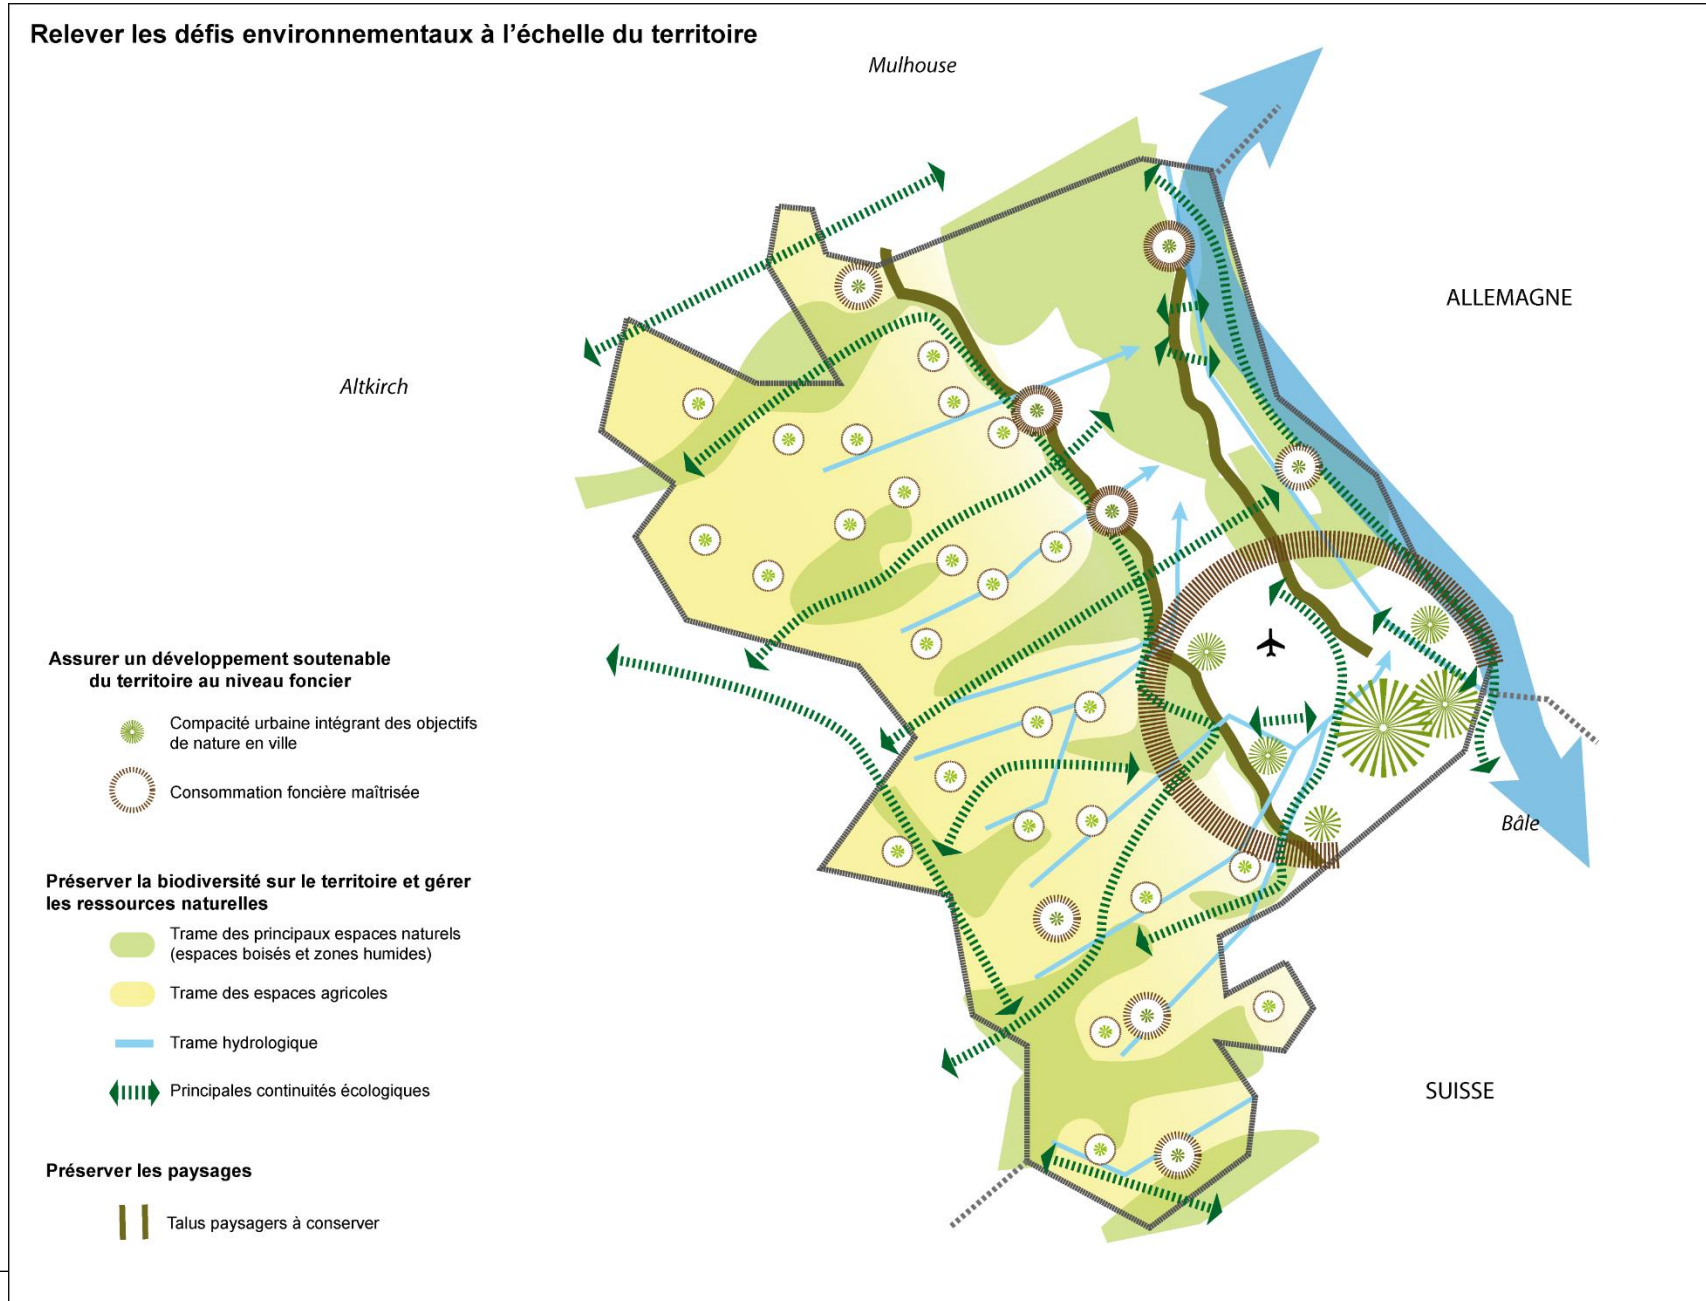 Relever les défis environnementaux à l'échelle du territoire
Mulhouse
ALLEMAGNE
Altkirch
Bâle
SUISSE
Assurer un développement soutenable
du territoire au niveau foncier
Compacité urbaine intégrant des objectifs
de nature en ville
Consommation foncière maîtrisée
Préserver la biodiversité sur le territoire et gérer
les ressources naturelles
Trame des principaux espaces naturels
(espaces boisés et zones humides)
Trame des espaces agricoles
Trame hydrologique
Principales continuités écologiques
Préserver les paysages
Talus paysagers à conserver